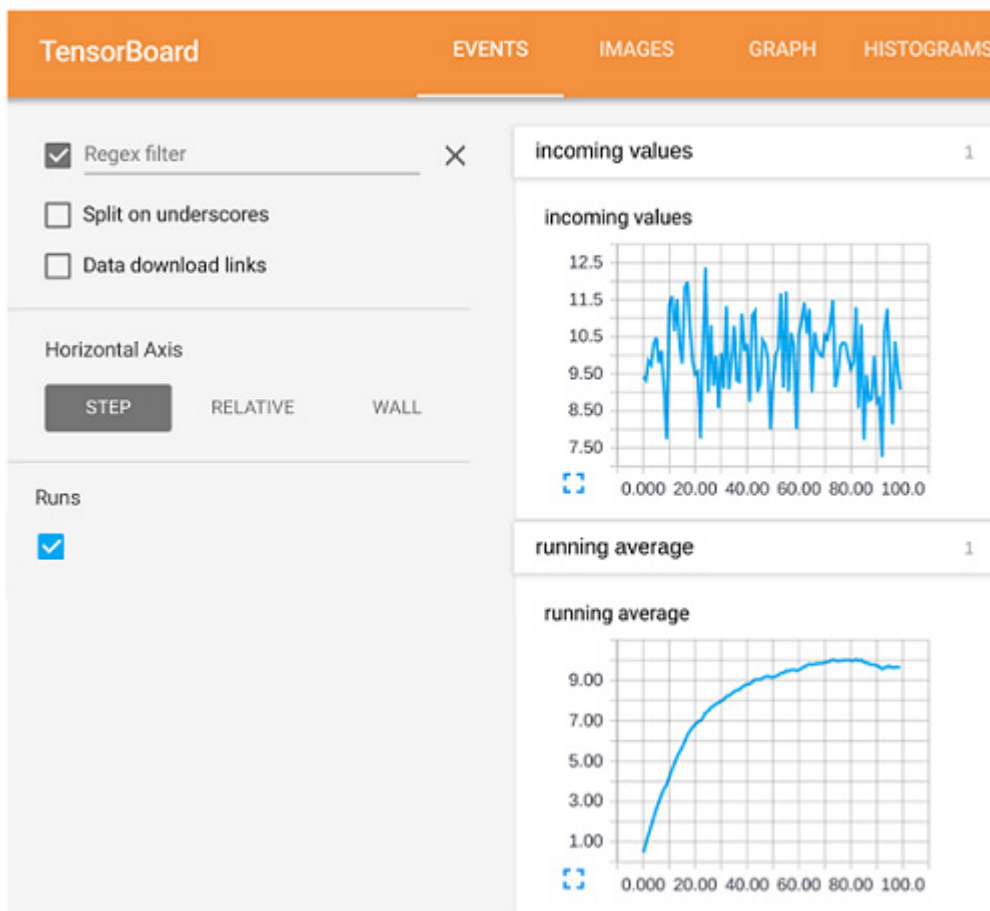 TensorBoard EVENTS IMAGES GRAPH HISTOGRAMS
Regex filter
Split on underscores
Data download links
Horizontal Axis
STEP RELATIVE WALL
Runs
incoming values 1
incoming values
12.5
11.5
10.5
9.50
8.50
7.50
0.000 20.00 40.00 60.00 80.00 100.0
running average 1
running average
9.00
7.00
5.00
3.00
1.00
0.000 20.00 40.00 60.00 80.00 100.0